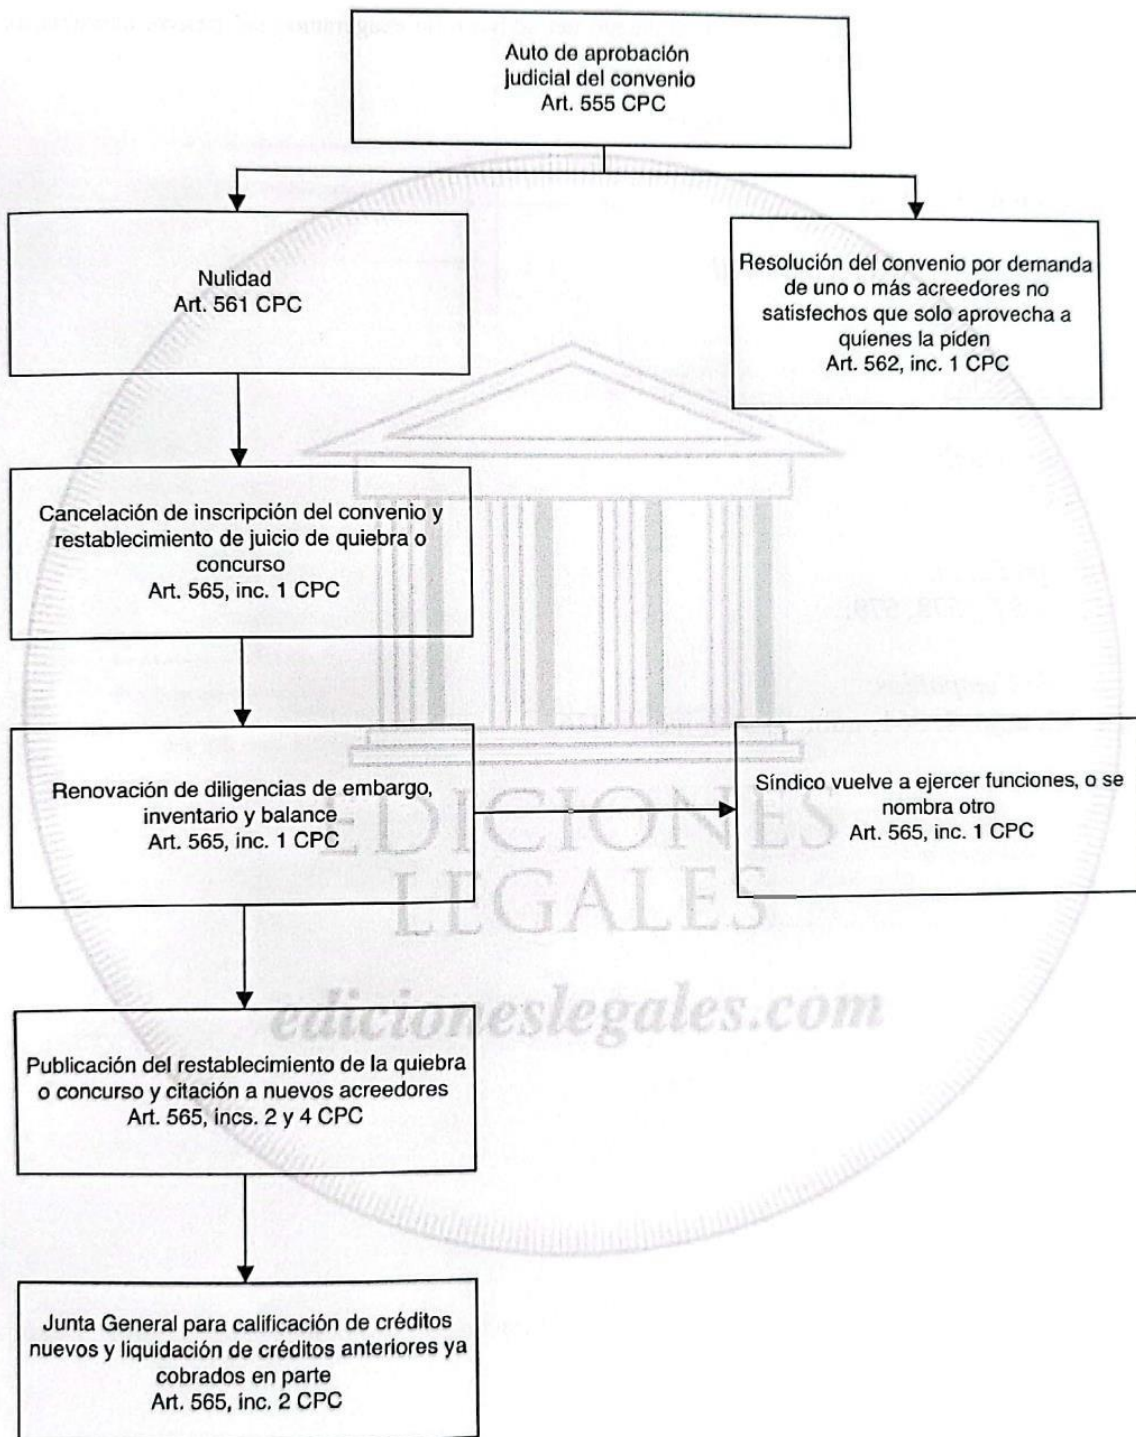 Auto de aprobación
judicial del convenio
Art. 555 CPC
Nulidad
Art. 561 CPC
Resolución del convenio por demanda
de uno o más acreedores no
satisfechos que solo aprovecha a
quienes la piden
Art. 562, inc. 1 CPC
Cancelación de inscripción del convenio y
restablecimiento de juicio de quiebra o
concurso
Art. 565, inc. 1 CPC
Renovación de diligencias de embargo,
inventario y balance
Art. 565, inc. 1 CPC
Síndico vuelve a ejercer funciones, o se
nombra otro
Art. 565, inc. 1 CPC
EDICIONES
LEGALES
edicioneslegales.com
Publicación del restablecimiento de la quiebra
o concurso y citación a nuevos acreedores
Art. 565, incs. 2 y 4 CPC
Junta General para calificación de créditos
nuevos y liquidación de créditos anteriores ya
cobrados en parte
Art. 565, inc. 2 CPC